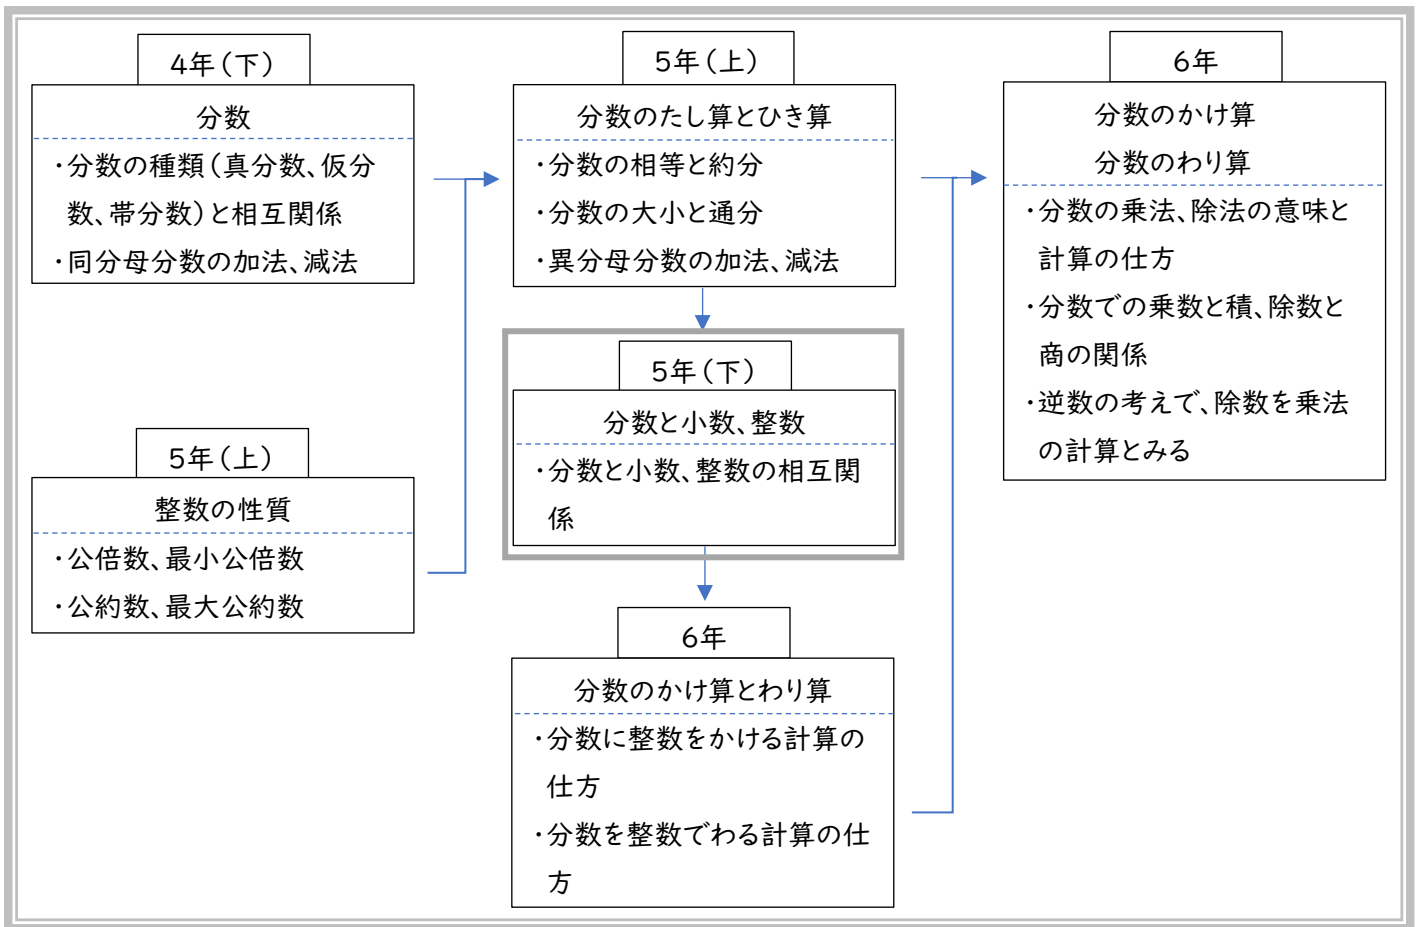 4年(下)
分数
・分数の種類(真分数、仮分
数、帯分数)と相互関係
・同分母分数の加法、減法
5年(上)
整数の性質
・公倍数、最小公倍数
・公約数、最大公約数
5年(上)
分数のたし算とひき算
・分数の相等と約分
・分数の大小と通分
・異分母分数の加法、減法
5年(下)
分数と小数、整数
・分数と小数、整数の相互関
係
6年
分数のかけ算とわり算
・分数に整数をかける計算の
仕方
・分数を整数でわる計算の仕
方
6年
分数のかけ算
分数のわり算
・分数の乗法、除法の意味と
計算の仕方
・分数での乗数と積、除数と
商の関係
・逆数の考えで、除数を乗法
の計算とみる